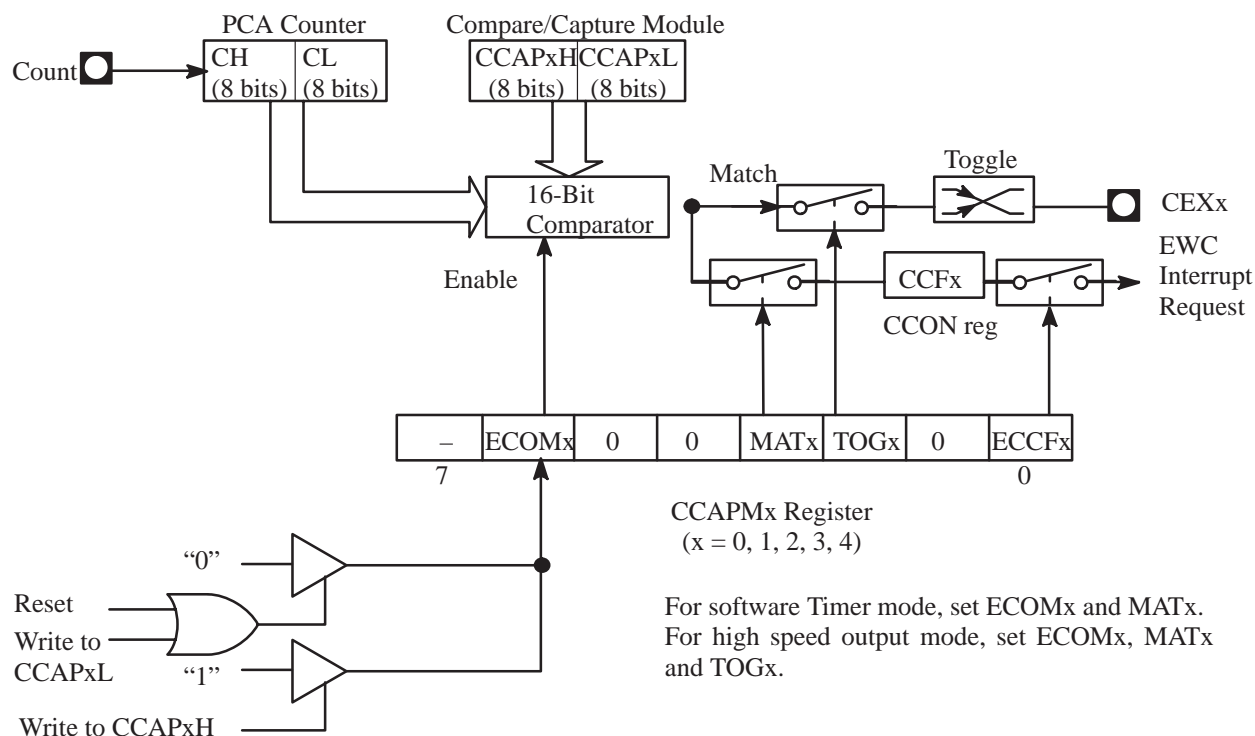 PCA Counter
Compare/Capture Module
Count
CH
CL
(8 bits)
(8 bits)
CCAPxH
CCAPxL
(8 bits)
(8 bits)
16-Bit
Comparator
Match
Toggle
CEXx
Enable
CCFx
CCON reg
EWC
Interrupt
Request
– ECOMx 0 0 MATx TOGx 0 ECCFx
7 0
CCAPMx Register
(x = 0, 1, 2, 3, 4)
“0”
Reset
Write to
CCAPxL
“1”
Write to CCAPxH
For software Timer mode, set ECOMx and MATx.
For high speed output mode, set ECOMx, MATx
and TOGx.